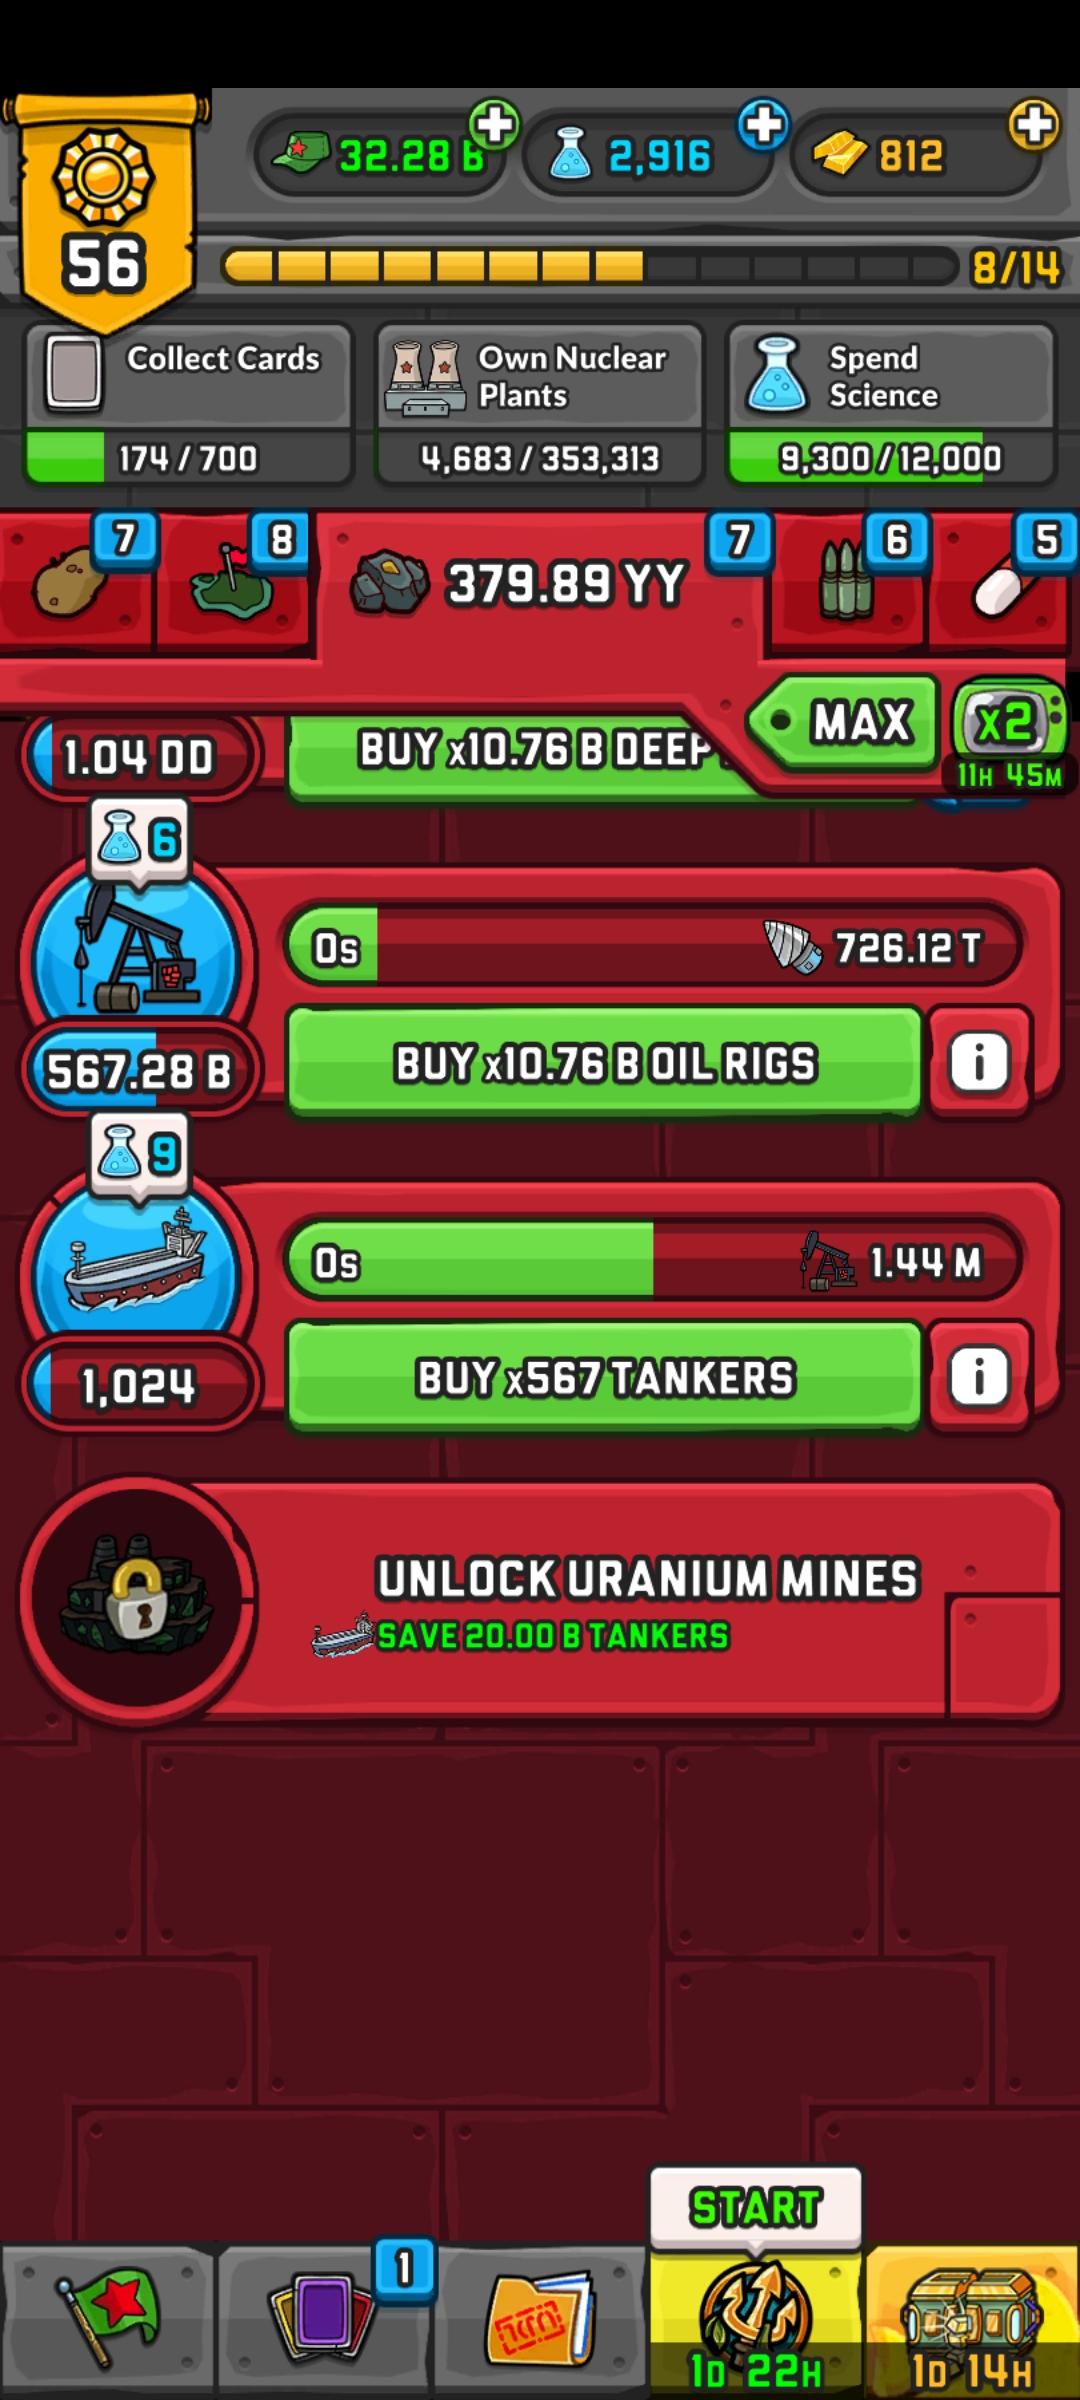 32.28 B
2,916
812
56
8/14
Collect Cards
174 / 700
Own Nuclear
Plants
4,683 / 353,313
Spend
Science
9,300 / 12,000
7
8
379.89 YY
7
6
5
MAX
x2
11H 45M
1.04 DD
BUY x10.76 B DEEP
6
0s
726.12 T
567.28 B
BUY x10.76 B OIL RIGS
i
9
0s
1.44 M
1,024
BUY x567 TANKERS
i
UNLOCK URANIUM MINES
SAVE 20.00 B TANKERS
START
1
1D 22H
1D 14H